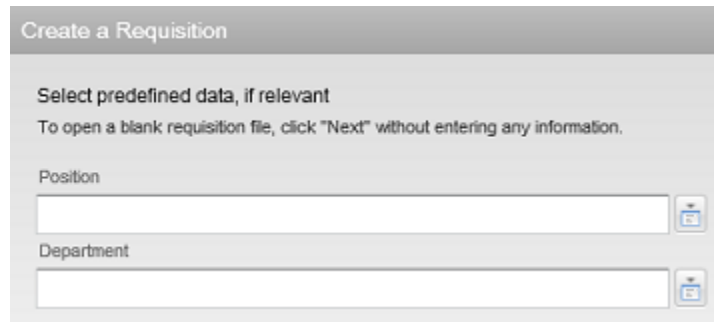 Create a Requisition
Select predefined data, if relevant
To open a blank requisition file, click "Next" without entering any information.
Position
Department